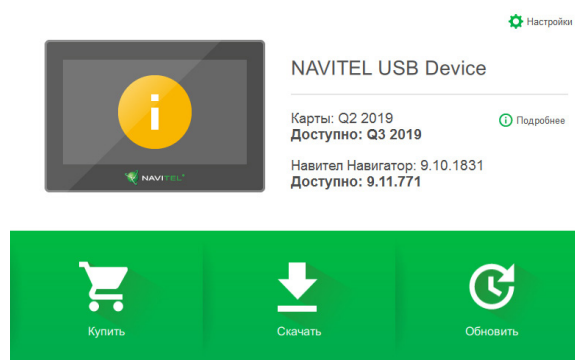 Настройки
NAVITEL USB Device
Карты: Q2 2019
Подробнее
Доступно: Q3 2019
Навител Навигатор: 9.10.1831
Доступно: 9.11.771
NAVITEL®
Купить
Скачать
Обновить